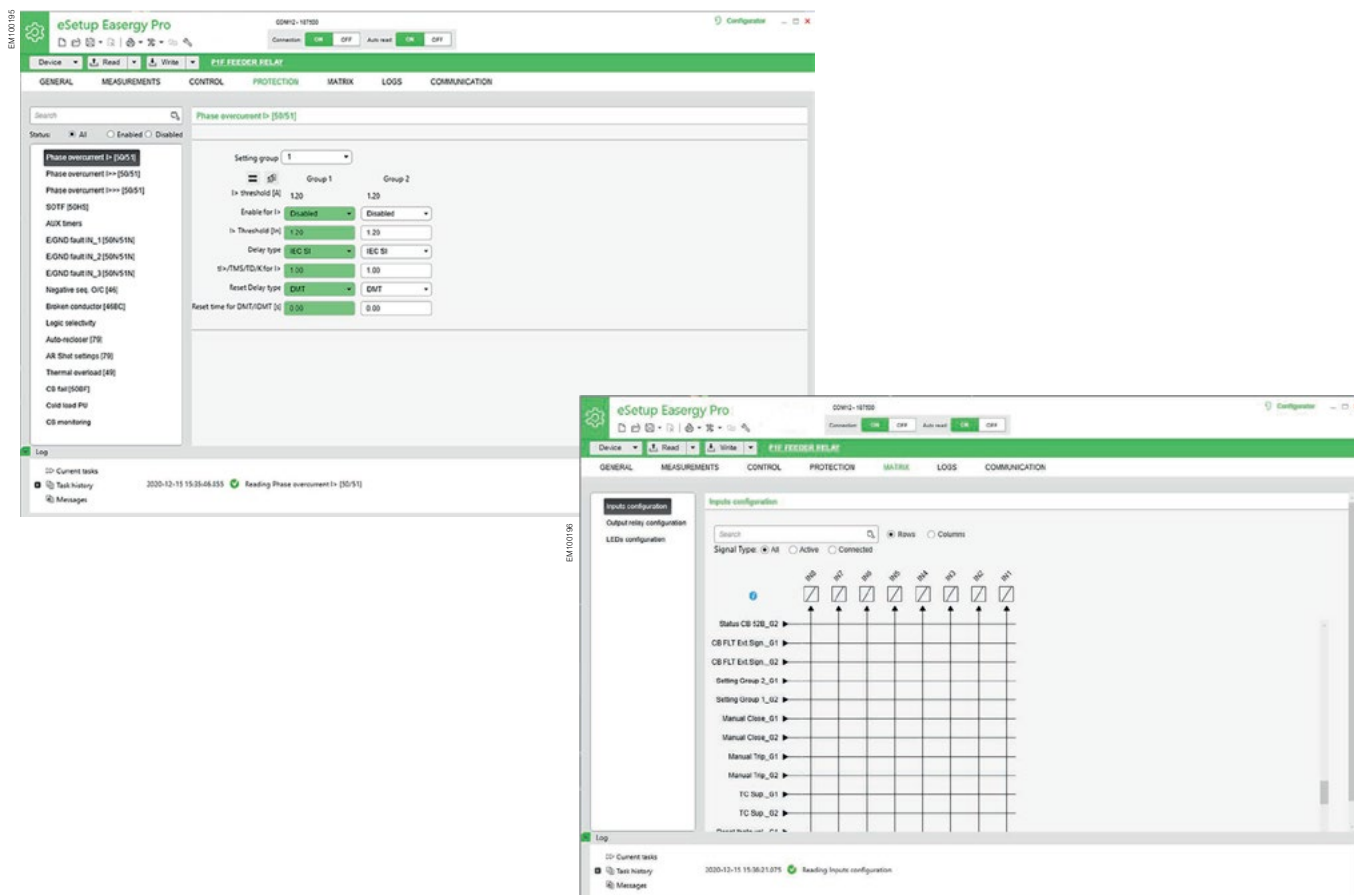 EM100195
eSetup Easergy Pro
COM12 - 187500
Configurator
Connection ON OFF Auto read ON OFF
Device Read Write P1F FEEDER RELAY
GENERAL MEASUREMENTS CONTROL PROTECTION MATRIX LOGS COMMUNICATION
Search
Status: All Enabled Disabled
Phase overcurrent I> [50/51]
Phase overcurrent I>> [50/51]
Phase overcurrent I>>> [50/51]
SOTF [50HS]
AUX timers
E/GND fault IN_1 [50N/51N]
E/GND fault IN_2 [50N/51N]
E/GND fault IN_3 [50N/51N]
Negative seq. O/C [46]
Broken conductor [46BC]
Logic selectivity
Auto-recloser [79]
AR Shot settings [79]
Thermal overload [49]
CB fail [50BF]
Cold load PU
CB monitoring
Phase overcurrent I> [50/51]
Setting group 1
Group 1 Group 2
I> threshold [A] 1.20 1.20
Enable for I> Disabled Disabled
I> Threshold [In] 1.20 1.20
Delay type IEC SI IEC SI
tI>/TMS/TD/K for I> 1.00 1.00
Reset Delay type DMT DMT
Reset time for DMT/IDMT [s] 0.00 0.00
Log
Current tasks
Task history
Messages
2020-12-15 15:35:46.355 Reading Phase overcurrent I> [50/51]
EM100196
eSetup Easergy Pro
COM12 - 187500
Configurator
Connection ON OFF Auto read ON OFF
Device Read Write P1F FEEDER RELAY
GENERAL MEASUREMENTS CONTROL PROTECTION MATRIX LOGS COMMUNICATION
Inputs configuration
Output relay configuration
LEDs configuration
Inputs configuration
Search Rows Columns
Signal Type: All Active Connected
IN8 IN7 IN6 IN5 IN4 IN3 IN2 IN1
Status CB 52B_G2
CB FLT Ext.Sign._G1
CB FLT Ext.Sign._G2
Setting Group 2_G1
Setting Group 1_G2
Manual Close_G1
Manual Close_G2
Manual Trip_G1
Manual Trip_G2
TC Sup._G1
TC Sup._G2
Log
Current tasks
Task history
Messages
2020-12-15 15:36:21.075 Reading Inputs configuration